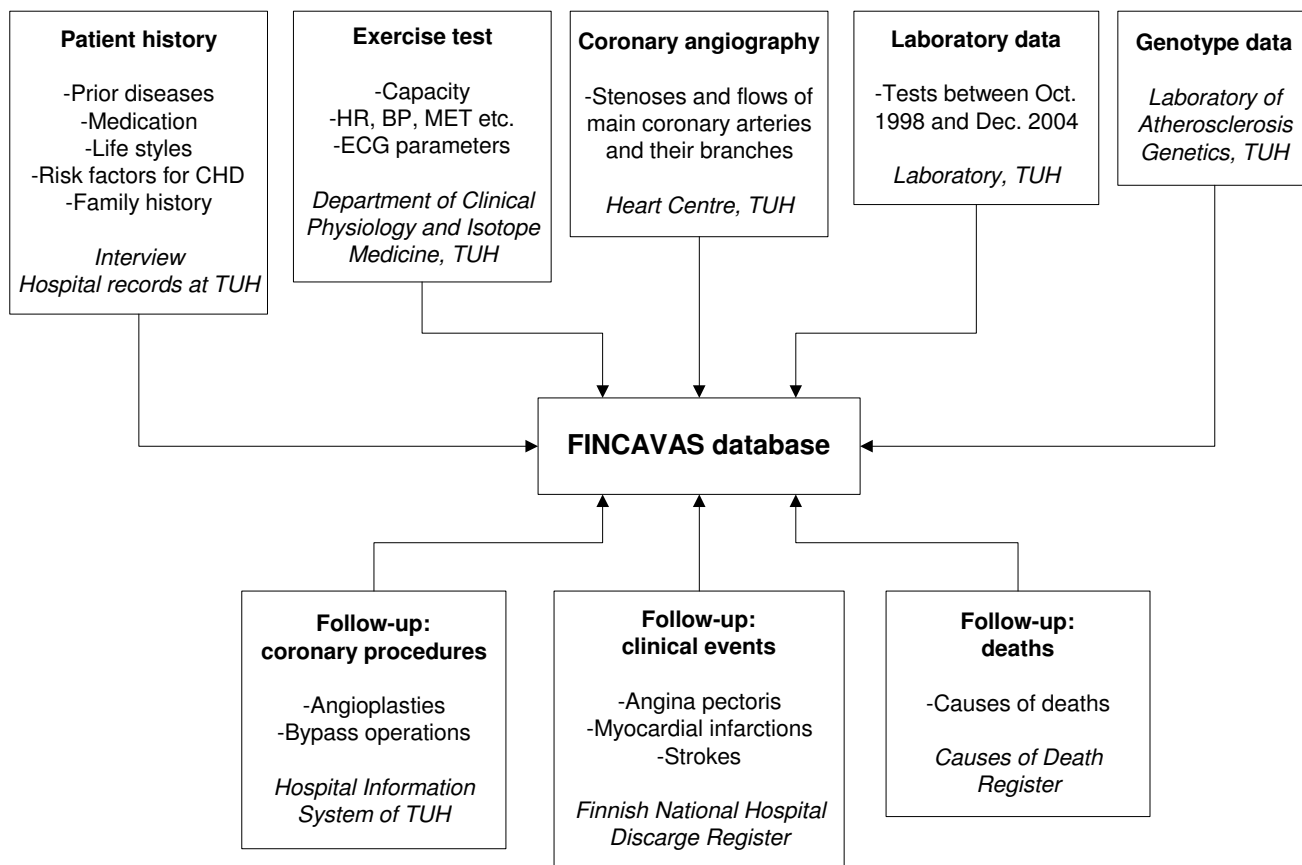 Patient history
-Prior diseases
-Medication
-Life styles
-Risk factors for CHD
-Family history
Interview
Hospital records at TUH
Exercise test
-Capacity
-HR, BP, MET etc.
-ECG parameters
Department of Clinical
Physiology and Isotope
Medicine, TUH
Coronary angiography
-Stenoses and flows of
main coronary arteries
and their branches
Heart Centre, TUH
Laboratory data
-Tests between Oct.
1998 and Dec. 2004
Laboratory, TUH
Genotype data
Laboratory of
Atherosclerosis
Genetics, TUH
FINCAVAS database
Follow-up:
coronary procedures
-Angioplasties
-Bypass operations
Hospital Information
System of TUH
Follow-up:
clinical events
-Angina pectoris
-Myocardial infarctions
-Strokes
Finnish National Hospital
Discarge Register
Follow-up:
deaths
-Causes of deaths
Causes of Death
Register